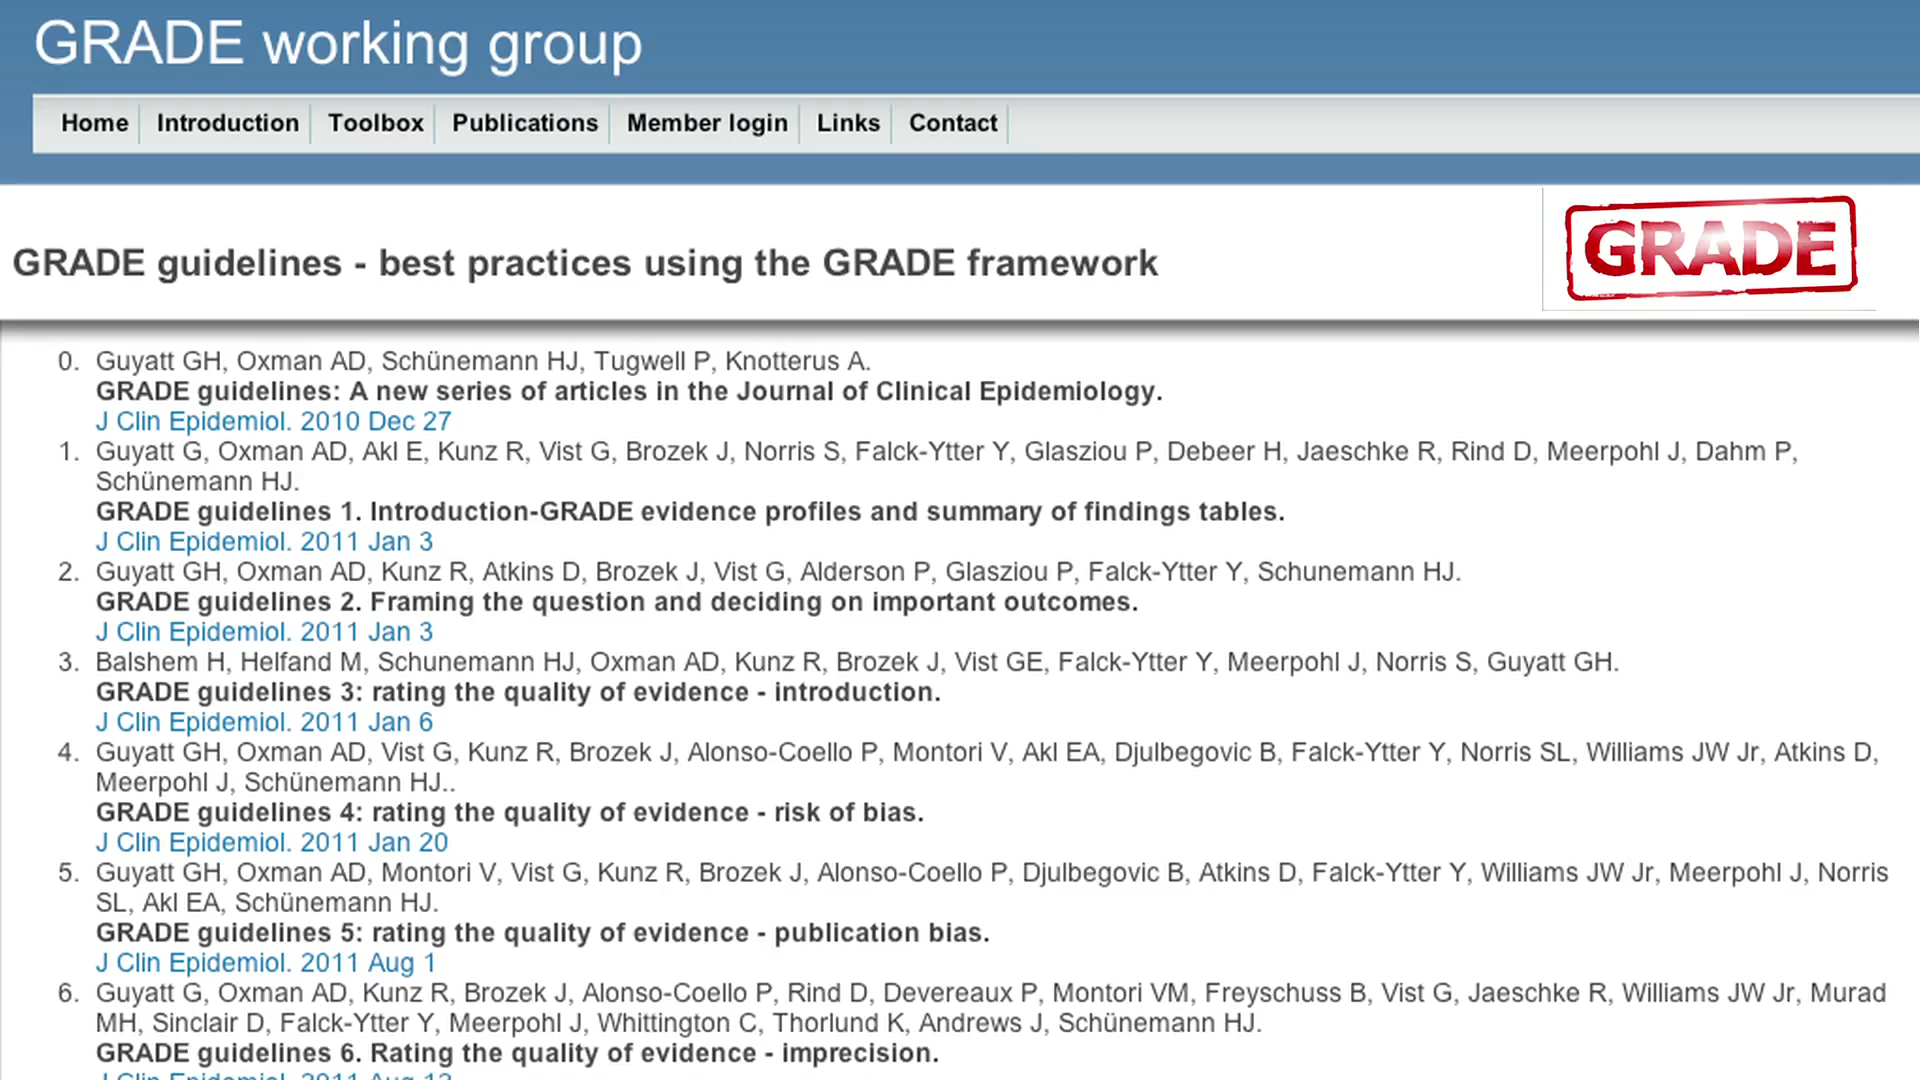 GRADE working group
Home Introduction Toolbox Publications Member login Links Contact
GRADE
GRADE guidelines - best practices using the GRADE framework
0. Guyatt GH, Oxman AD, Schünemann HJ, Tugwell P, Knotterus A.
GRADE guidelines: A new series of articles in the Journal of Clinical Epidemiology.
J Clin Epidemiol. 2010 Dec 27
1. Guyatt G, Oxman AD, Akl E, Kunz R, Vist G, Brozek J, Norris S, Falck-Ytter Y, Glasziou P, Debeer H, Jaeschke R, Rind D, Meerpohl J, Dahm P,
Schünemann HJ.
GRADE guidelines 1. Introduction-GRADE evidence profiles and summary of findings tables.
J Clin Epidemiol. 2011 Jan 3
2. Guyatt GH, Oxman AD, Kunz R, Atkins D, Brozek J, Vist G, Alderson P, Glasziou P, Falck-Ytter Y, Schunemann HJ.
GRADE guidelines 2. Framing the question and deciding on important outcomes.
J Clin Epidemiol. 2011 Jan 3
3. Balshem H, Helfand M, Schunemann HJ, Oxman AD, Kunz R, Brozek J, Vist GE, Falck-Ytter Y, Meerpohl J, Norris S, Guyatt GH.
GRADE guidelines 3: rating the quality of evidence - introduction.
J Clin Epidemiol. 2011 Jan 6
4. Guyatt GH, Oxman AD, Vist G, Kunz R, Brozek J, Alonso-Coello P, Montori V, Akl EA, Djulbegovic B, Falck-Ytter Y, Norris SL, Williams JW Jr, Atkins D,
Meerpohl J, Schünemann HJ..
GRADE guidelines 4: rating the quality of evidence - risk of bias.
J Clin Epidemiol. 2011 Jan 20
5. Guyatt GH, Oxman AD, Montori V, Vist G, Kunz R, Brozek J, Alonso-Coello P, Djulbegovic B, Atkins D, Falck-Ytter Y, Williams JW Jr, Meerpohl J, Norris
SL, Akl EA, Schünemann HJ.
GRADE guidelines 5: rating the quality of evidence - publication bias.
J Clin Epidemiol. 2011 Aug 1
6. Guyatt G, Oxman AD, Kunz R, Brozek J, Alonso-Coello P, Rind D, Devereaux P, Montori VM, Freyschuss B, Vist G, Jaeschke R, Williams JW Jr, Murad
MH, Sinclair D, Falck-Ytter Y, Meerpohl J, Whittington C, Thorlund K, Andrews J, Schünemann HJ.
GRADE guidelines 6. Rating the quality of evidence - imprecision.
J Clin Epidemiol. 2011 Aug